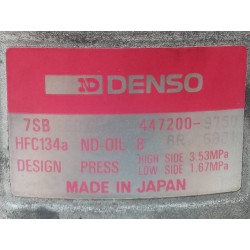 ND DENSO
7SB 447200-
HFC134a ND-OIL 8
DESIGN PRESS HIGH SIDE 3.53MPa
LOW SIDE 1.67MPa
MADE IN JAPAN